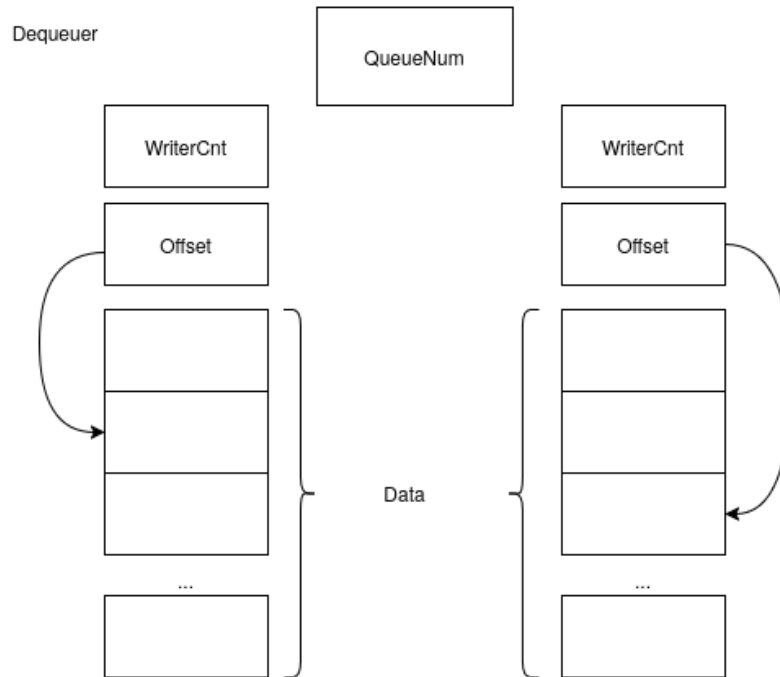 Dequeuer
QueueNum
WriterCnt
WriterCnt
Offset
Offset
Data
...
...